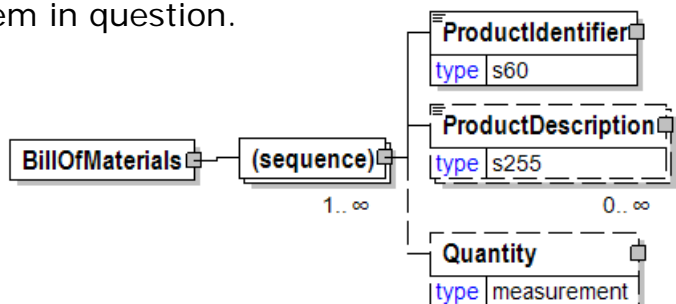 em in question.
ProductIdentifier
type s60
ProductDescription
type s255
0.. ∞
BillOfMaterials
(sequence)
1.. ∞
Quantity
type measurement